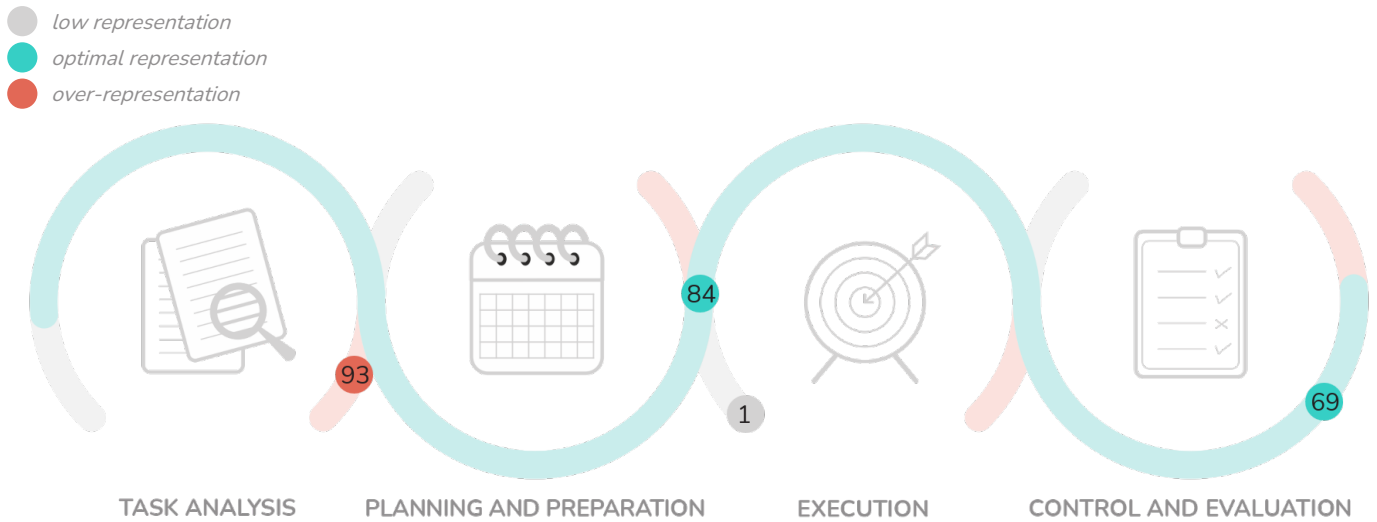 low representation
optimal representation
over-representation
93
84
1
69
TASK ANALYSIS
PLANNING AND PREPARATION
EXECUTION
CONTROL AND EVALUATION